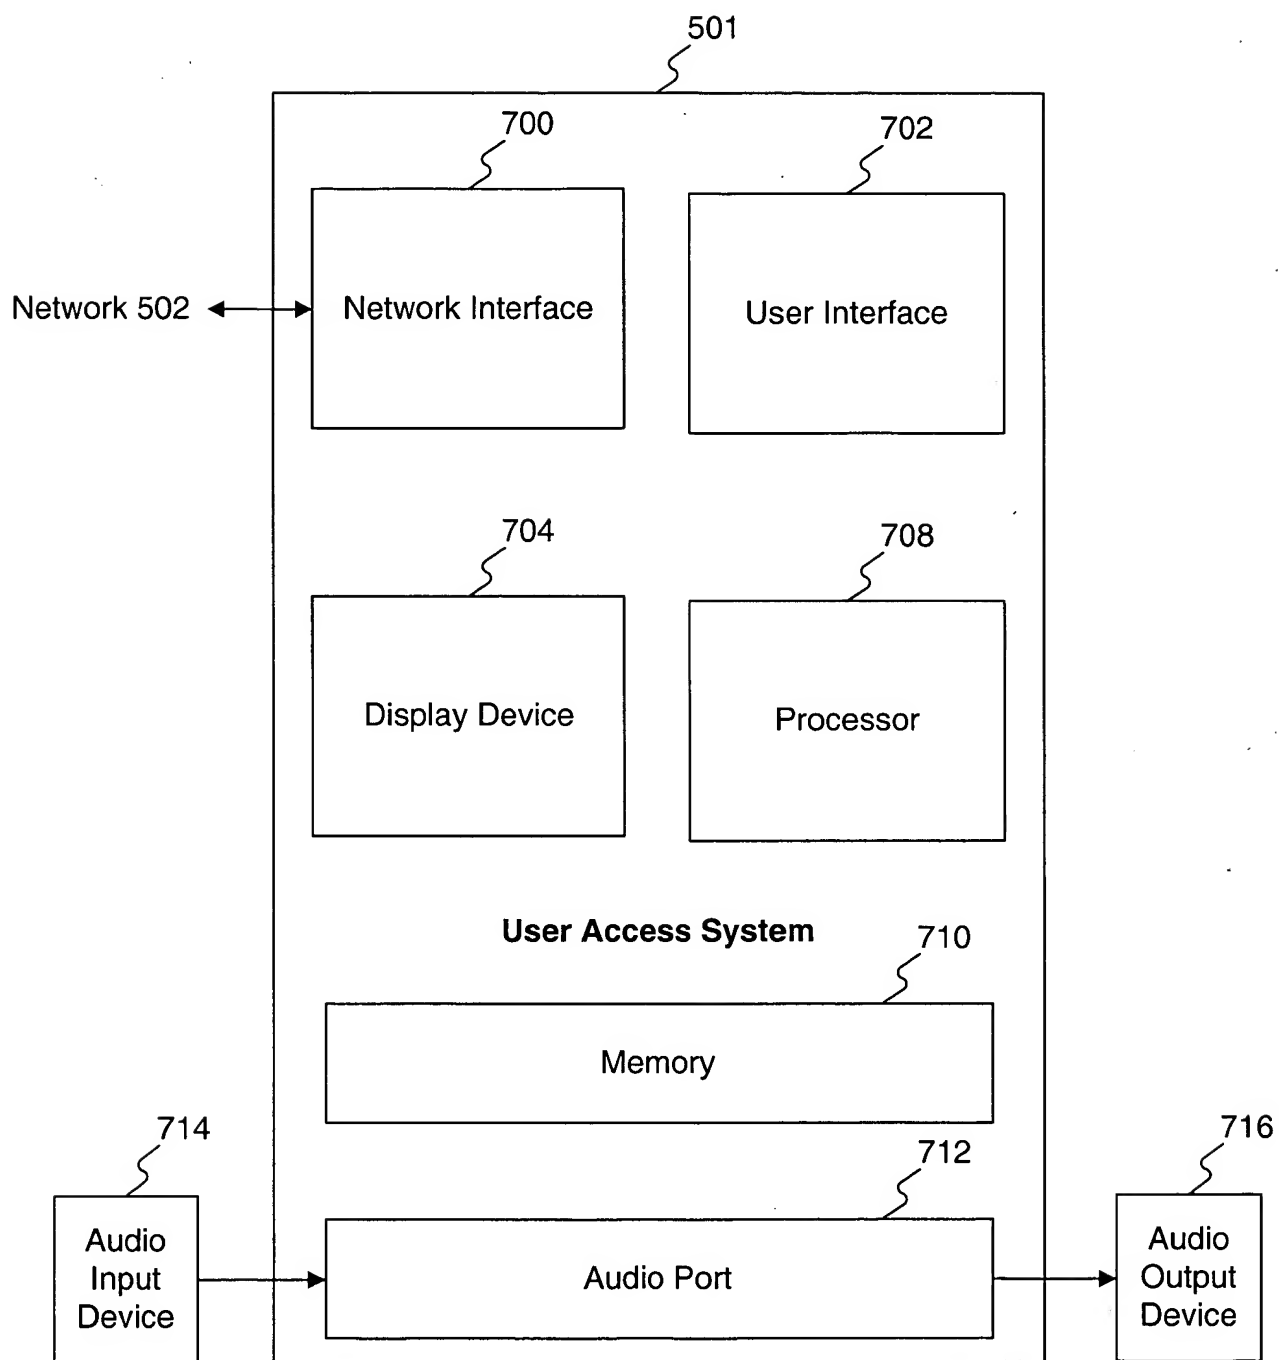 501
700
702
Network 502
Network Interface
User Interface
704
708
Display Device
Processor
User Access System
710
Memory
714
712
716
Audio
Input
Device
Audio Port
Audio
Output
Device